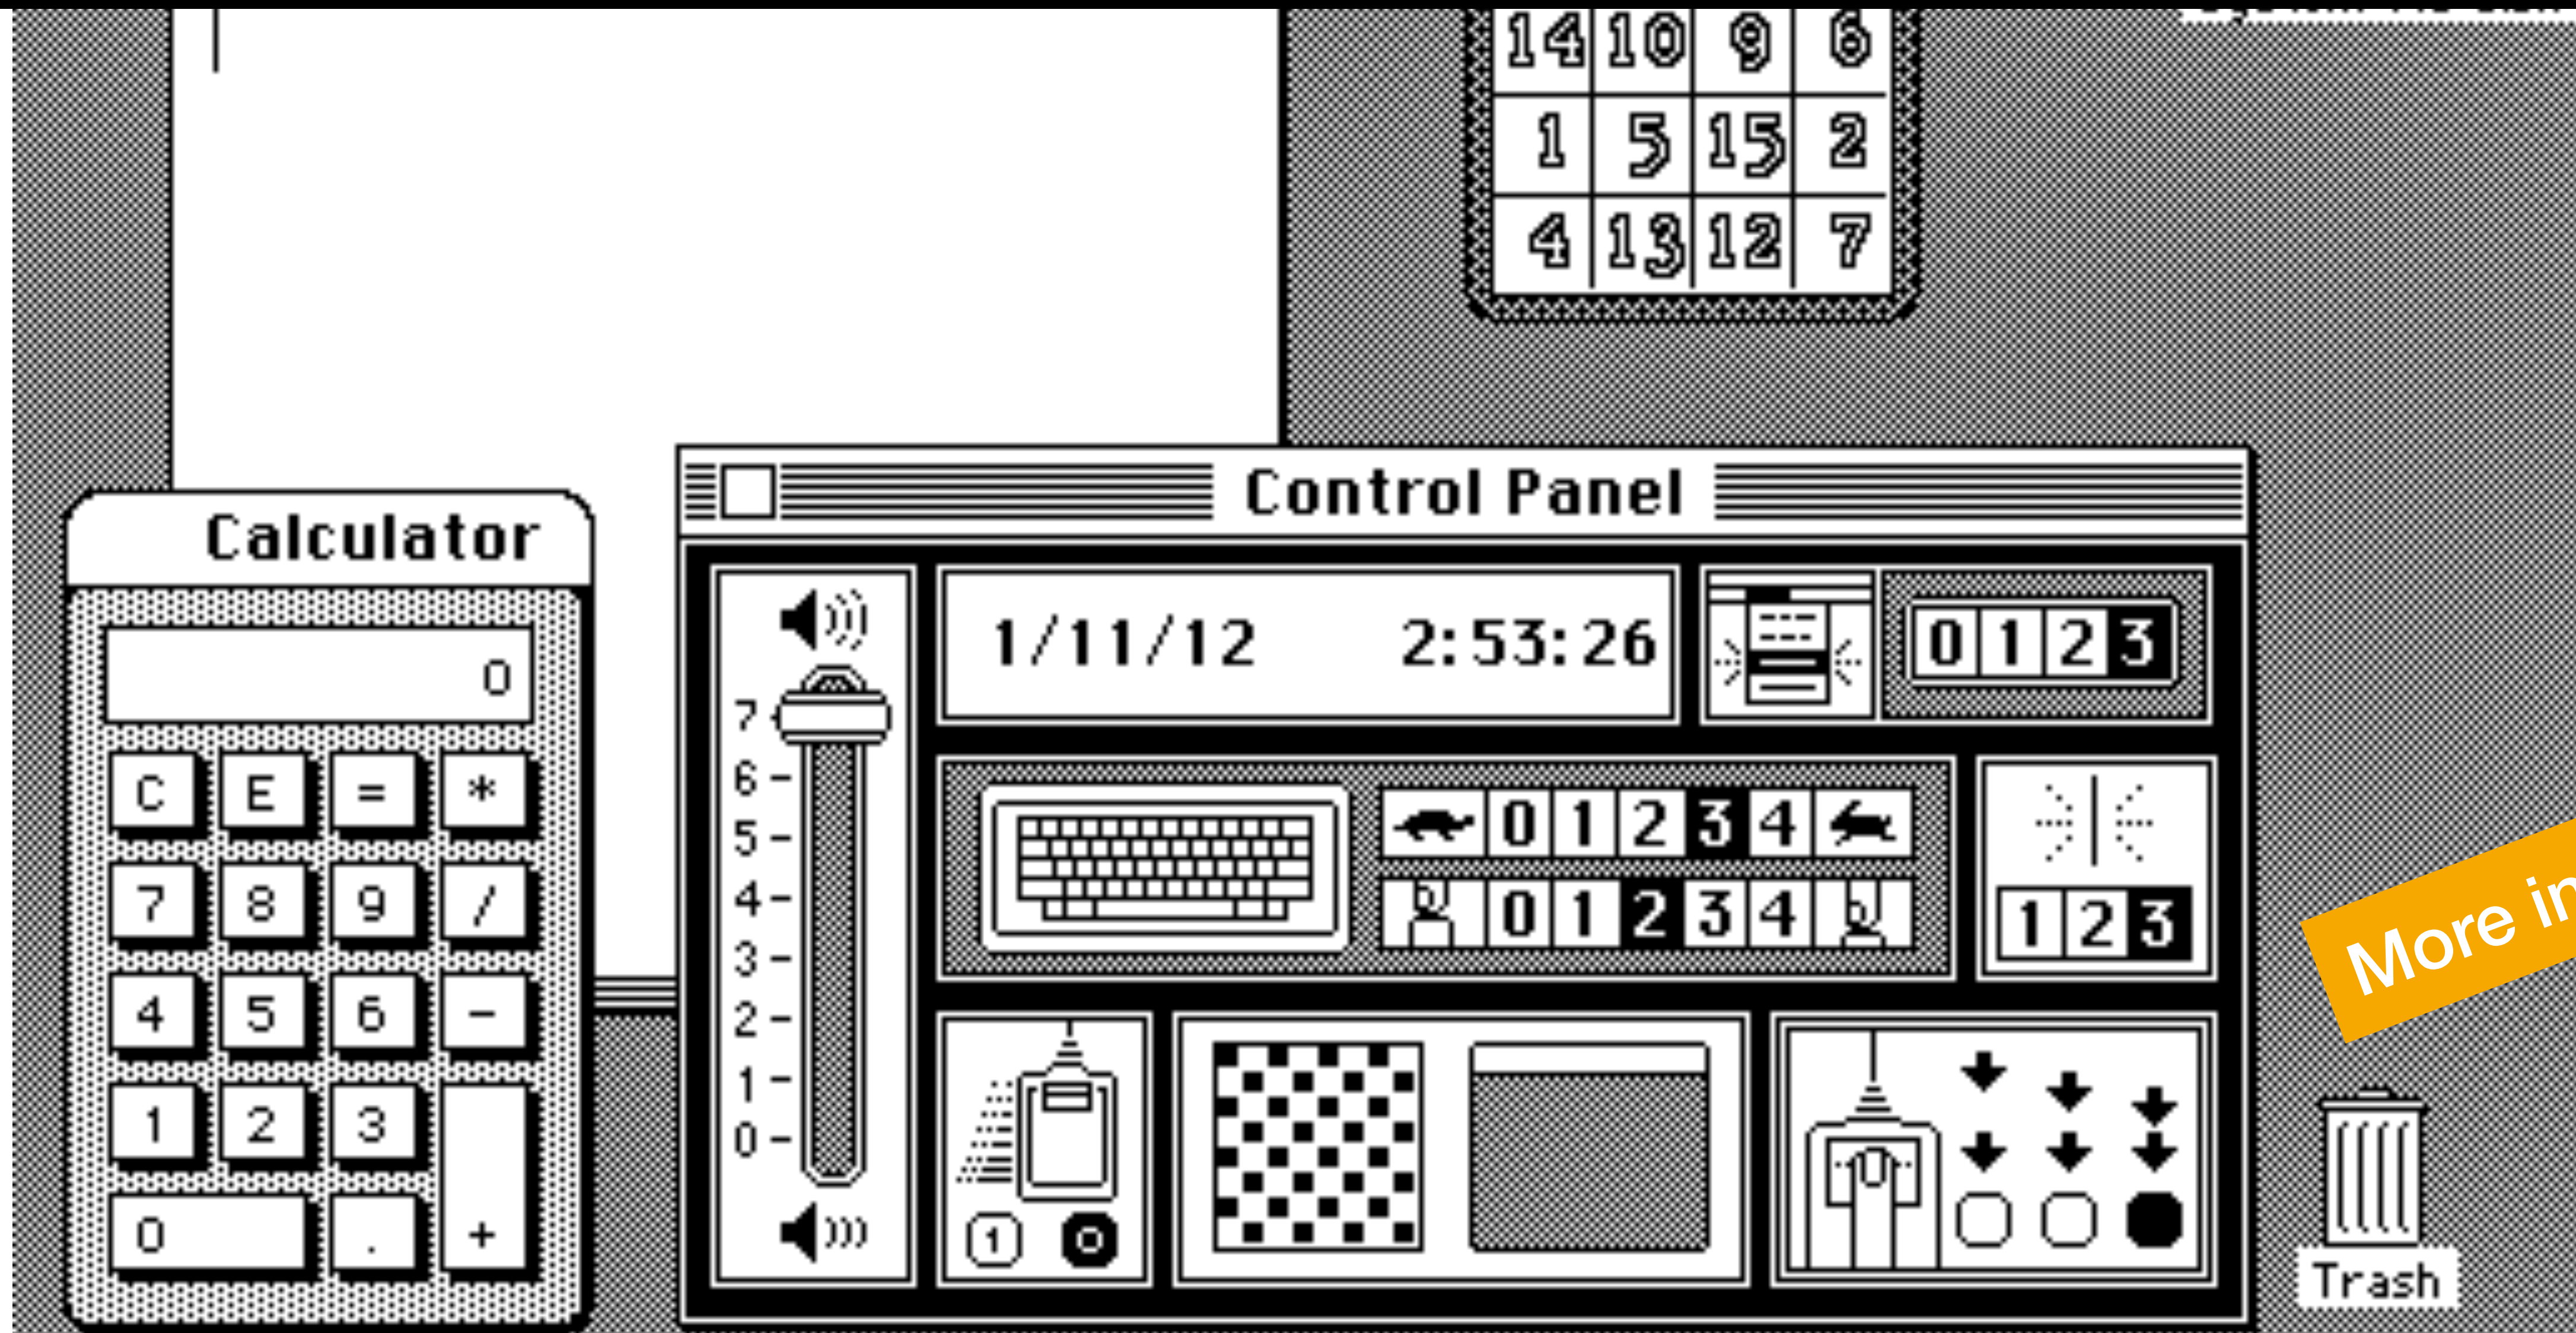 14 10 9 6
1 5 15 2
4 13 12 7
Calculator
0
C E = *
7 8 9 /
4 5 6 -
1 2 3
0 . +
Control Panel
7
6
5
4
3
2
1
0
1/11/12 2:53:26
0 1 2 3
0 1 2 3 4
0 1 2 3 4
1 2 3
1 0
More in
Trash